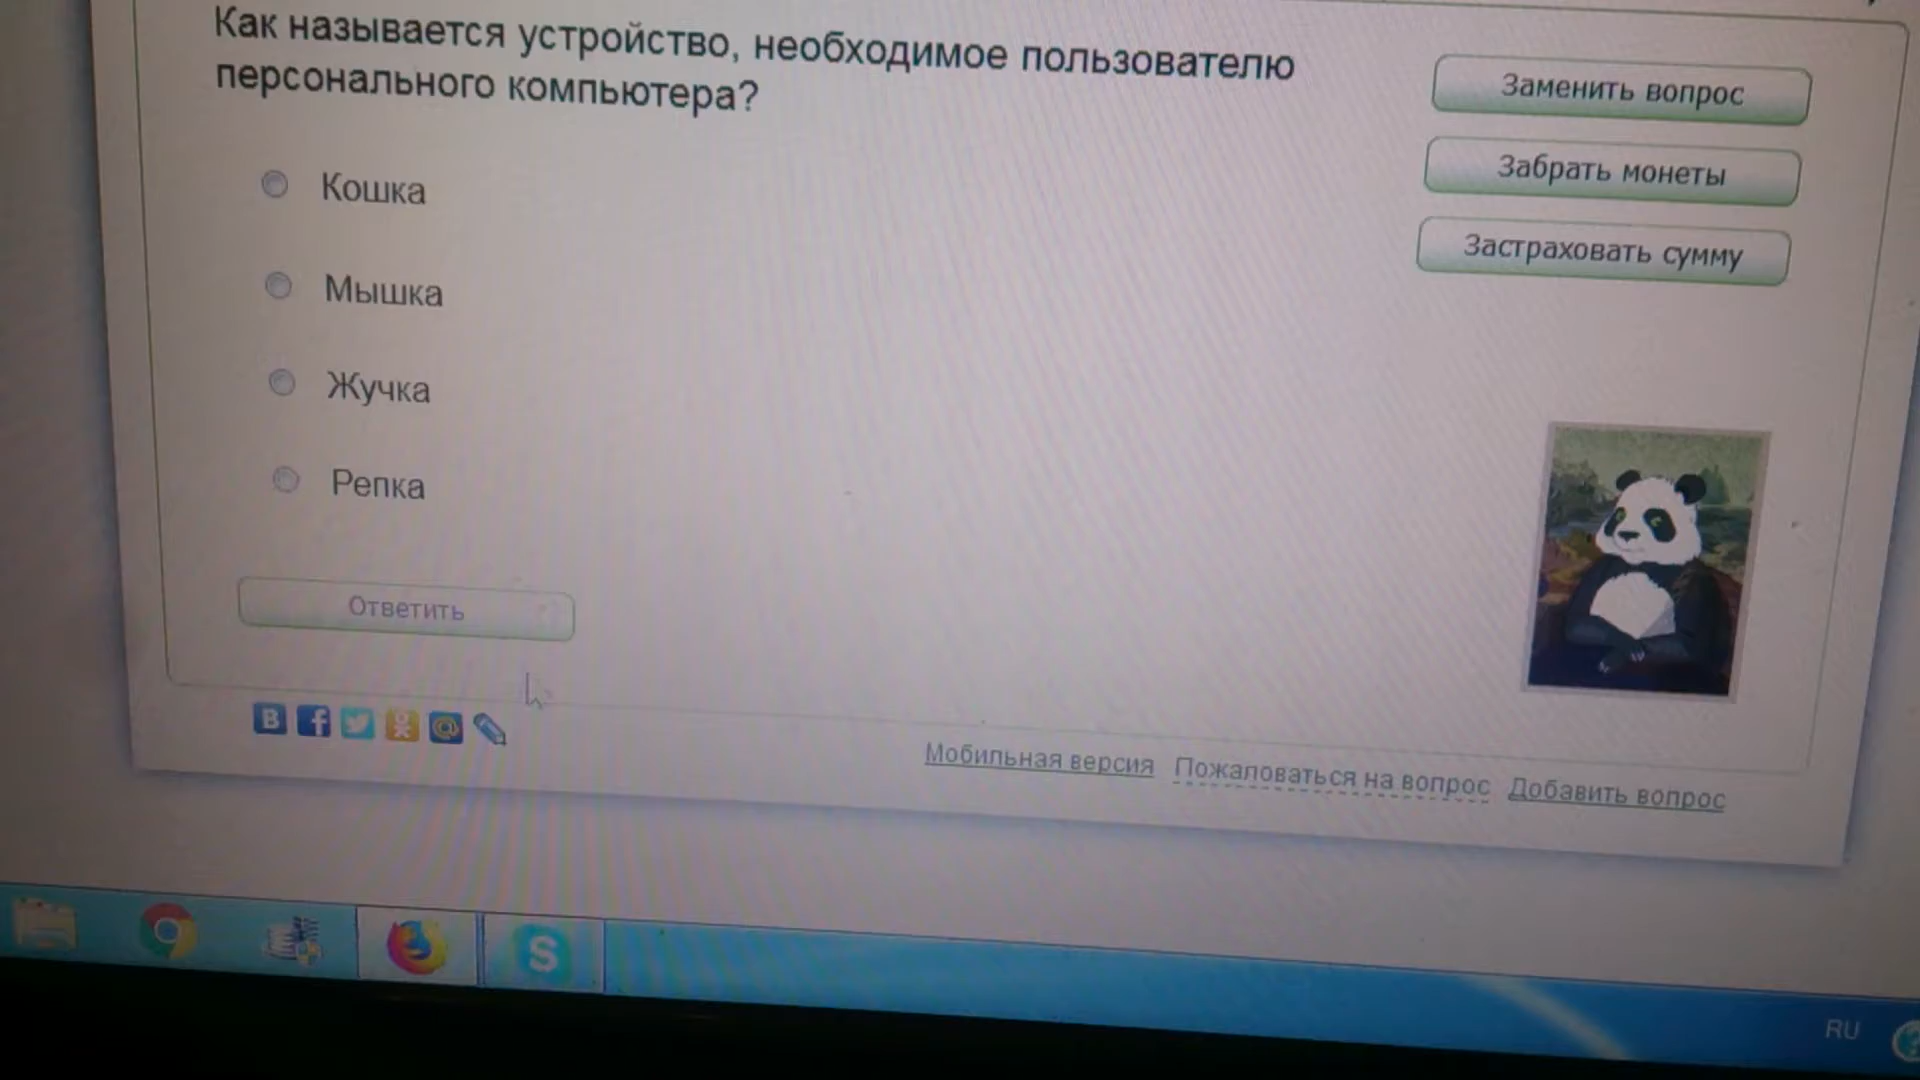 Как называется устройство, необходимое пользователю
персонального компьютера?
Заменить вопрос
Забрать монеты
Застраховать сумму
Кошка
Мышка
Жучка
Репка
Ответить
Мобильная версия Пожаловаться на вопрос Добавить вопрос
RU